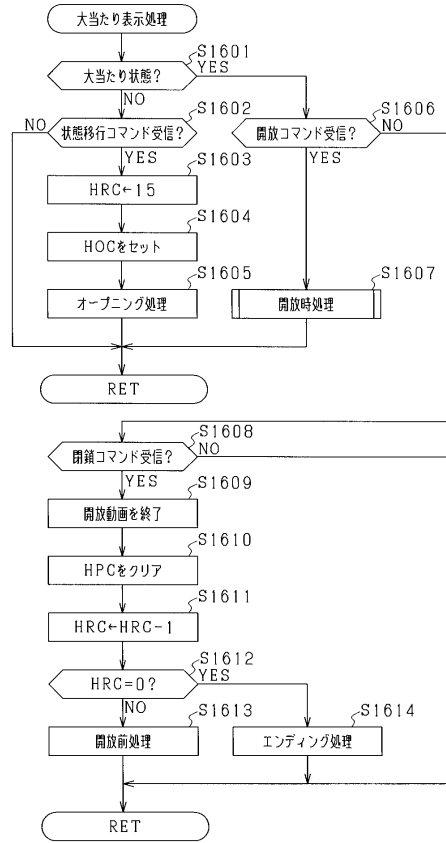 大当たり表示処理
S1601
大当たり状態？
YES
NO
S1602
状態移行コマンド受信？
NO
YES
S1606
開放コマンド受信？
NO
YES
S1603
HRC←15
S1604
HOCをセット
S1605
オープニング処理
S1607
開放時処理
RET
S1608
閉鎖コマンド受信？
NO
YES
S1609
開放動画を終了
S1610
HPCをクリア
S1611
HRC←HRC-1
S1612
HRC=0？
YES
NO
S1613
開放前処理
S1614
エンディング処理
RET